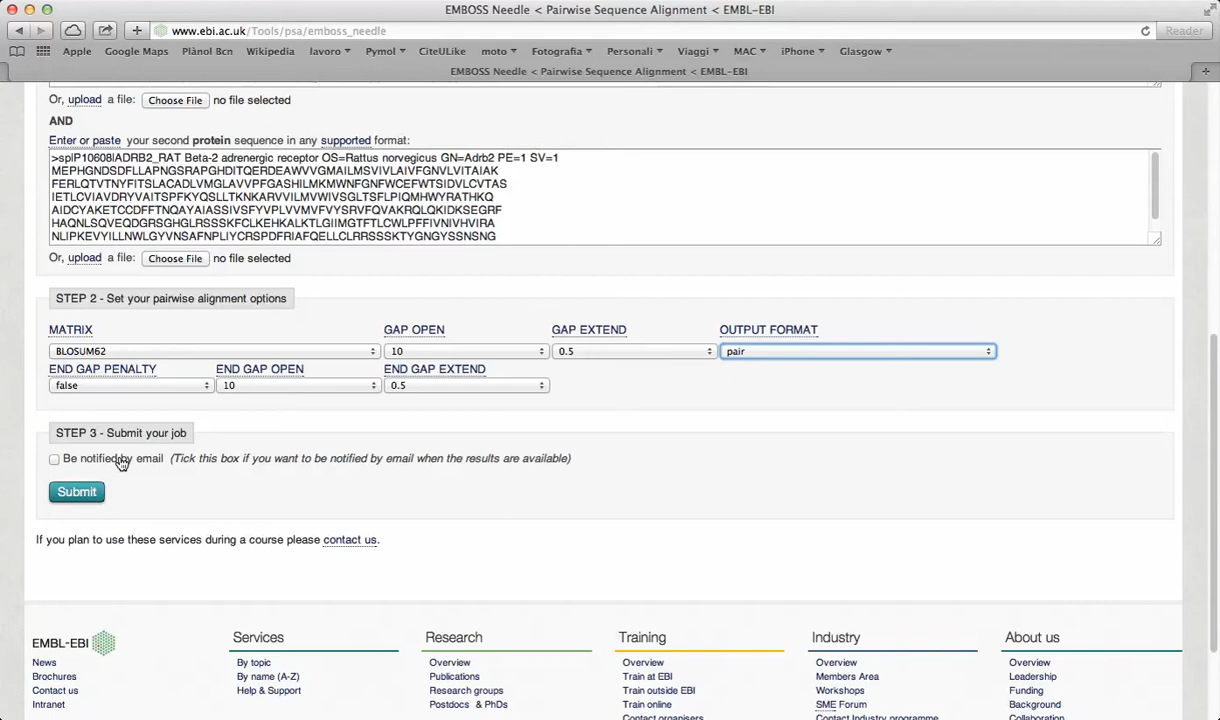 EMBOSS Needle < Pairwise Sequence Alignment < EMBL-EBI
www.ebi.ac.uk/Tools/psa/emboss_needle
Reader
Apple Google Maps Plànol Bcn Wikipedia lavoro Pymol CiteULike moto Fotografia Personali Viaggi MAC iPhone Glasgow
EMBOSS Needle < Pairwise Sequence Alignment < EMBL-EBI
Or, upload a file: Choose File no file selected
AND
Enter or paste your second protein sequence in any supported format:
>sp|P10608|ADRB2_RAT Beta-2 adrenergic receptor OS=Rattus norvegicus GN=Adrb2 PE=1 SV=1
MEPHGNDSDFLLAPNGSRAPGHDITQERDEAWVVGMAILMSVIVLAIVFGNVLVITAIAK
FERLQTVTNYFITSLACADLVMGLAVVPFGASHILMKMWNFGNFWCEFWTSIDVLCVTAS
IETLCVIAVDRYVAITSPFKYQSLLTKNKARVVILMVWIVSGLTSFLPIQMHWYRATHKQ
AIDCYAKETCCDFFTNQAYAIASSIVSFYVPLVVMVFVYSRVFQVAKRQLQKIDKSEGRF
HAQNLSQVEQDGRSGHGLRSSSKFCLKEHKALKTLGIIMGTFTLCWLPFFIVNIVHVIRA
NLIPKEVYILLNWLGYVNSAFNPLIYCRSPDFRIAFQELLCLRRSSSKTYGNGYSSNSNG
Or, upload a file: Choose File no file selected
STEP 2 - Set your pairwise alignment options
MATRIX GAP OPEN GAP EXTEND OUTPUT FORMAT
BLOSUM62 10 0.5 pair
END GAP PENALTY END GAP OPEN END GAP EXTEND
false 10 0.5
STEP 3 - Submit your job
Be notified by email (Tick this box if you want to be notified by email when the results are available)
Submit
If you plan to use these services during a course please contact us.
EMBL-EBI Services Research Training Industry About us
News By topic Overview Overview Overview Overview
Brochures By name (A-Z) Publications Train at EBI Members Area Leadership
Contact us Help & Support Research groups Train outside EBI Workshops Funding
Intranet Postdocs & PhDs Train online SME Forum Background
Contact organisers Contact Industry programme Collaboration